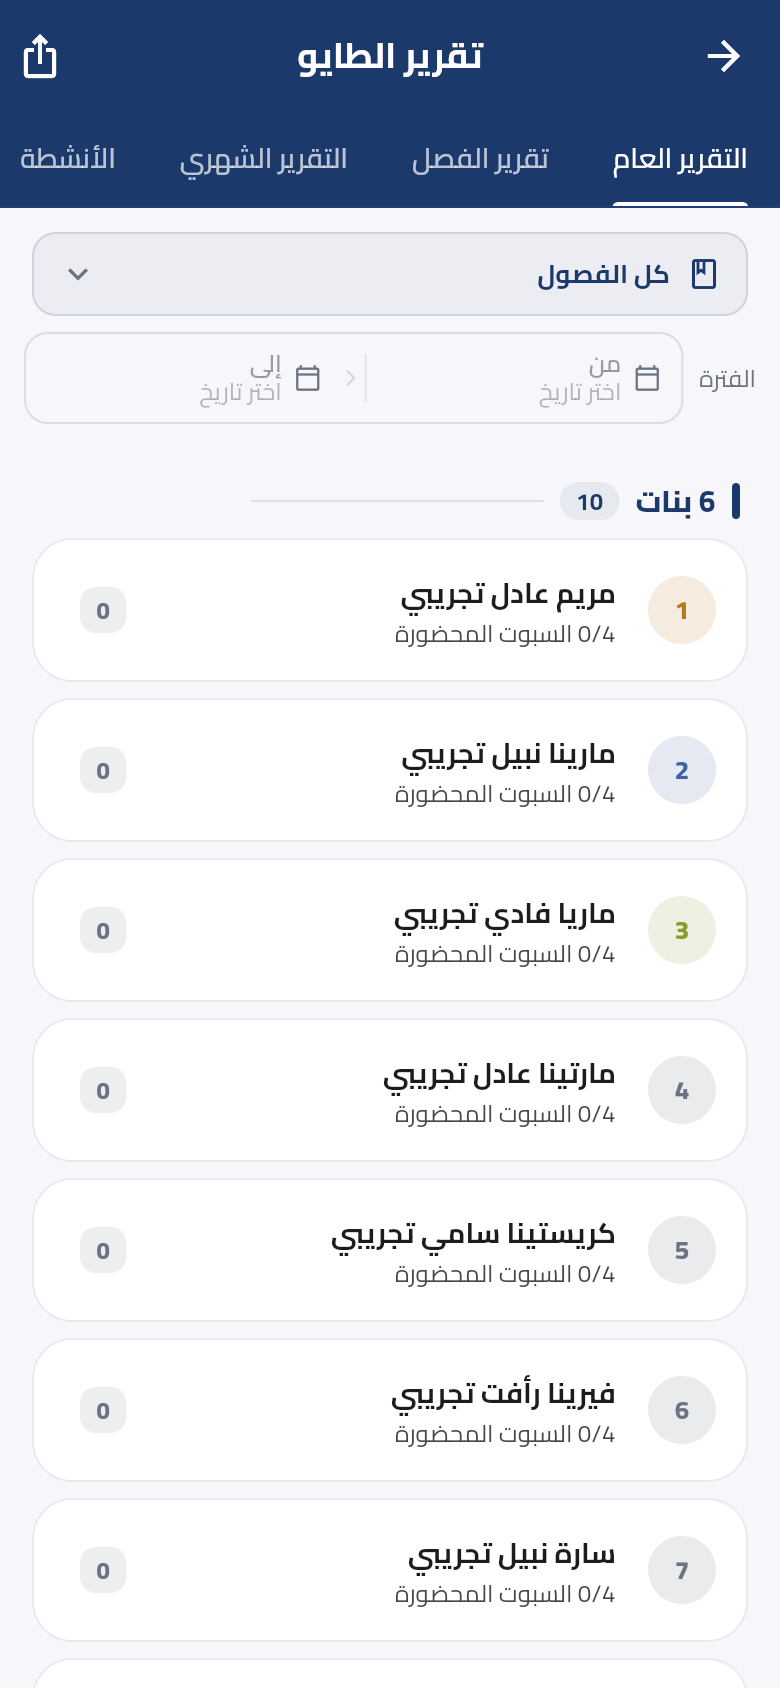 تقرير الطايو
التقرير العام
تقرير الفصل
التقرير الشهري
الأنشطة
كل الفصول
الفترة
من
اختر تاريخ
إلى
اختر تاريخ
6 بنات
10
1
مريم عادل تجريبي
0/4 السبوت المحضورة
0
2
مارينا نبيل تجريبي
0/4 السبوت المحضورة
0
3
ماريا فادي تجريبي
0/4 السبوت المحضورة
0
4
مارتينا عادل تجريبي
0/4 السبوت المحضورة
0
5
كريستينا سامي تجريبي
0/4 السبوت المحضورة
0
6
فيرينا رأفت تجريبي
0/4 السبوت المحضورة
0
7
سارة نبيل تجريبي
0/4 السبوت المحضورة
0